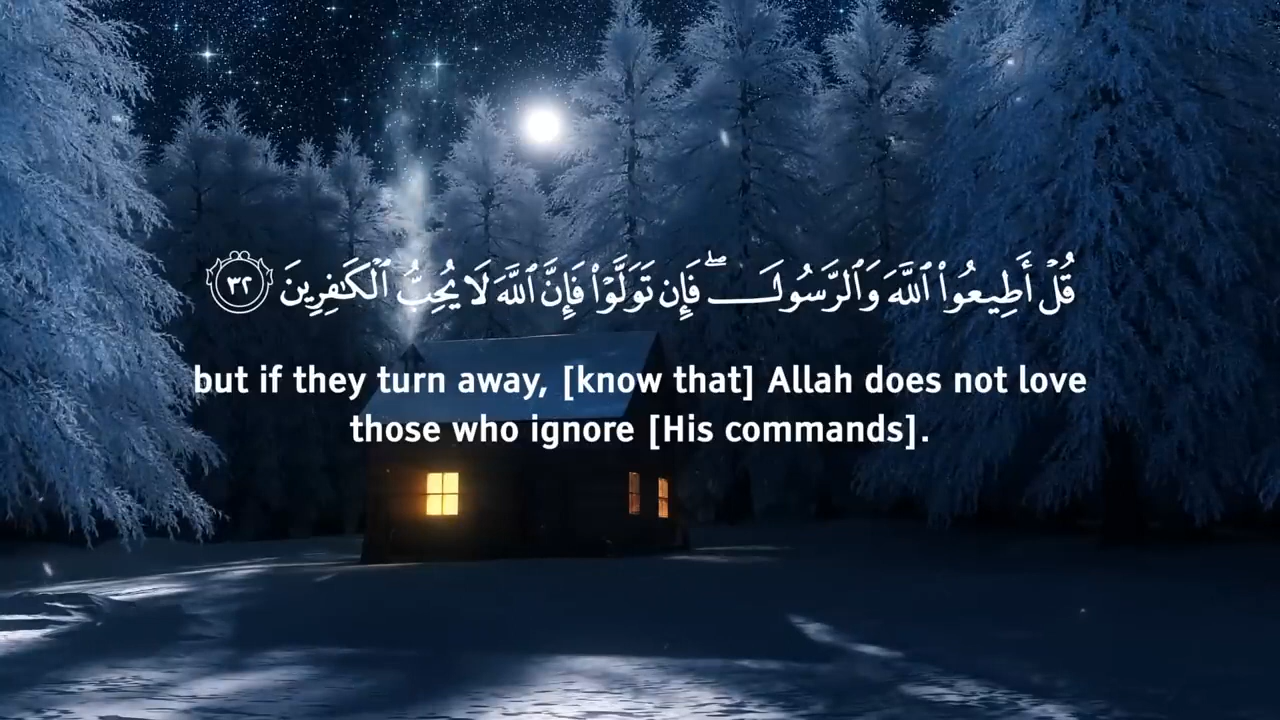 قُلْ أَطِيعُوا۟ ٱللَّهَ وَٱلرَّسُولَ ۖ فَإِن تَوَلَّوْا۟ فَإِنَّ ٱللَّهَ لَا يُحِبُّ ٱلْكَـٰفِرِينَ ٣٢
but if they turn away, [know that] Allah does not love
those who ignore [His commands].